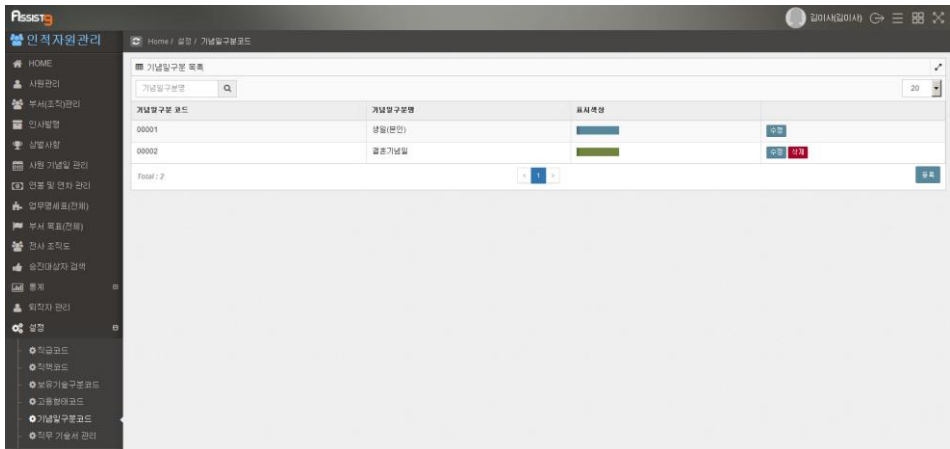 Assist9
김이사(김이사)
인적자원관리
Home / 설정 / 기념일구분코드
HOME
사원관리
부서(조직)관리
인사발령
상벌사항
사원 기념일 관리
연봉 및 연차 관리
업무명세표(전체)
부서 목표(전체)
전사 조직도
승진대상자 검색
통계
퇴직자 관리
설정
직급코드
직책코드
보유기술구분코드
고용형태코드
기념일구분코드
직무 기술서 관리
기념일구분 목록
기념일구분명
20
기념일구분 코드 기념일구분명 표시색상
00001 생일(본인) 수정
00002 결혼기념일 수정 삭제
Total : 2 < 1 > 등록